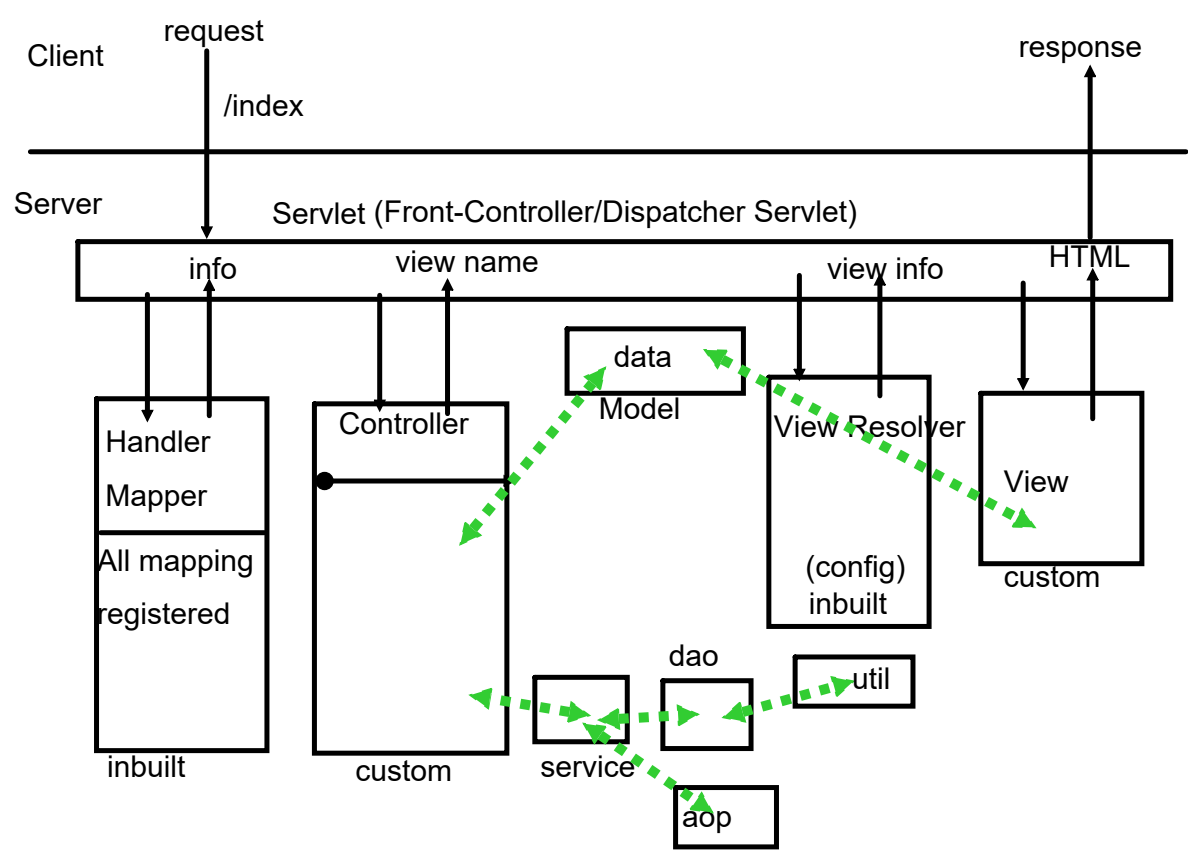 request
Client
response
/index
Server
Servlet (Front-Controller/Dispatcher Servlet)
info
view name
view info
HTML
data
Model
Handler
Mapper
Controller
View Resolver
View
All mapping
registered
(config)
inbuilt
custom
dao
util
service
inbuilt
custom
aop